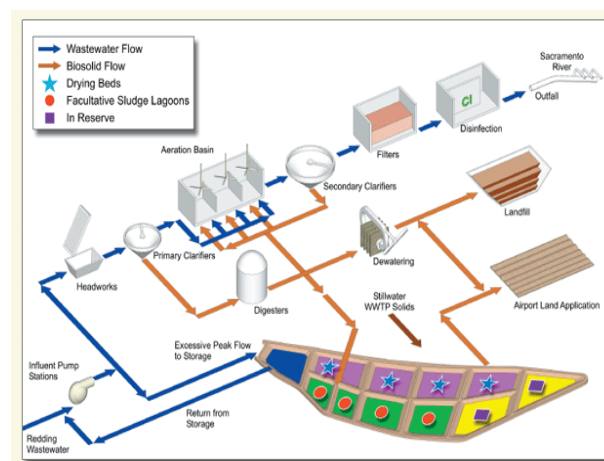 Wastewater Flow
Biosolid Flow
Drying Beds
Facultative Sludge Lagoons
In Reserve
Sacramento
River
Outfall
Cl
Disinfection
Filters
Aeration Basin
Secondary Clarifiers
Landfill
Primary Clarifiers
Headworks
Dewatering
Digesters
Stillwater
WWTP Solids
Airport Land Application
Excessive Peak Flow
to Storage
Influent Pump
Stations
Return from
Storage
Redding
Wastewater